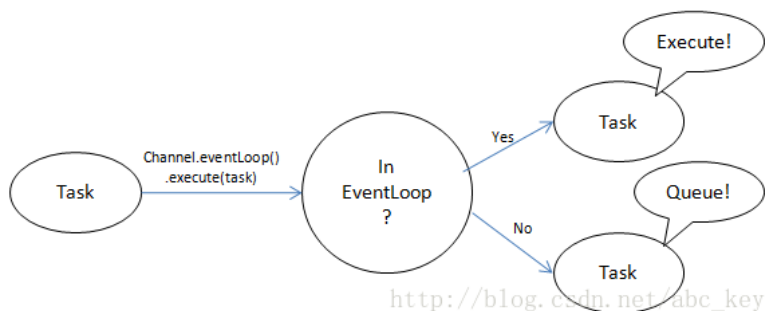 Execute!
Task
Yes
Channel.eventLoop()
.execute(task)
In
EventLoop
?
Task
Queue!
No
Task
http://blog.csdn.net/abc_key